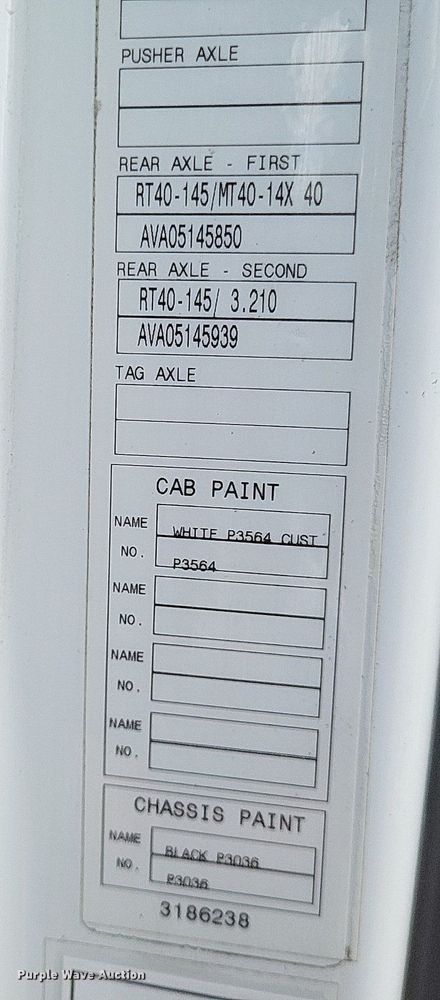 PUSHER AXLE
REAR AXLE - FIRST
RT40-145/MT40-14X 40
AVA05145850
REAR AXLE - SECOND
RT40-145/ 3.210
AVA05145939
TAG AXLE
CAB PAINT
NAME WHITE P3564 CUST
NO. P3564
NAME
NO.
NAME
NO.
NAME
NO.
CHASSIS PAINT
NAME BLACK P3036
NO. P3036
3186238
Purple Wave Auction